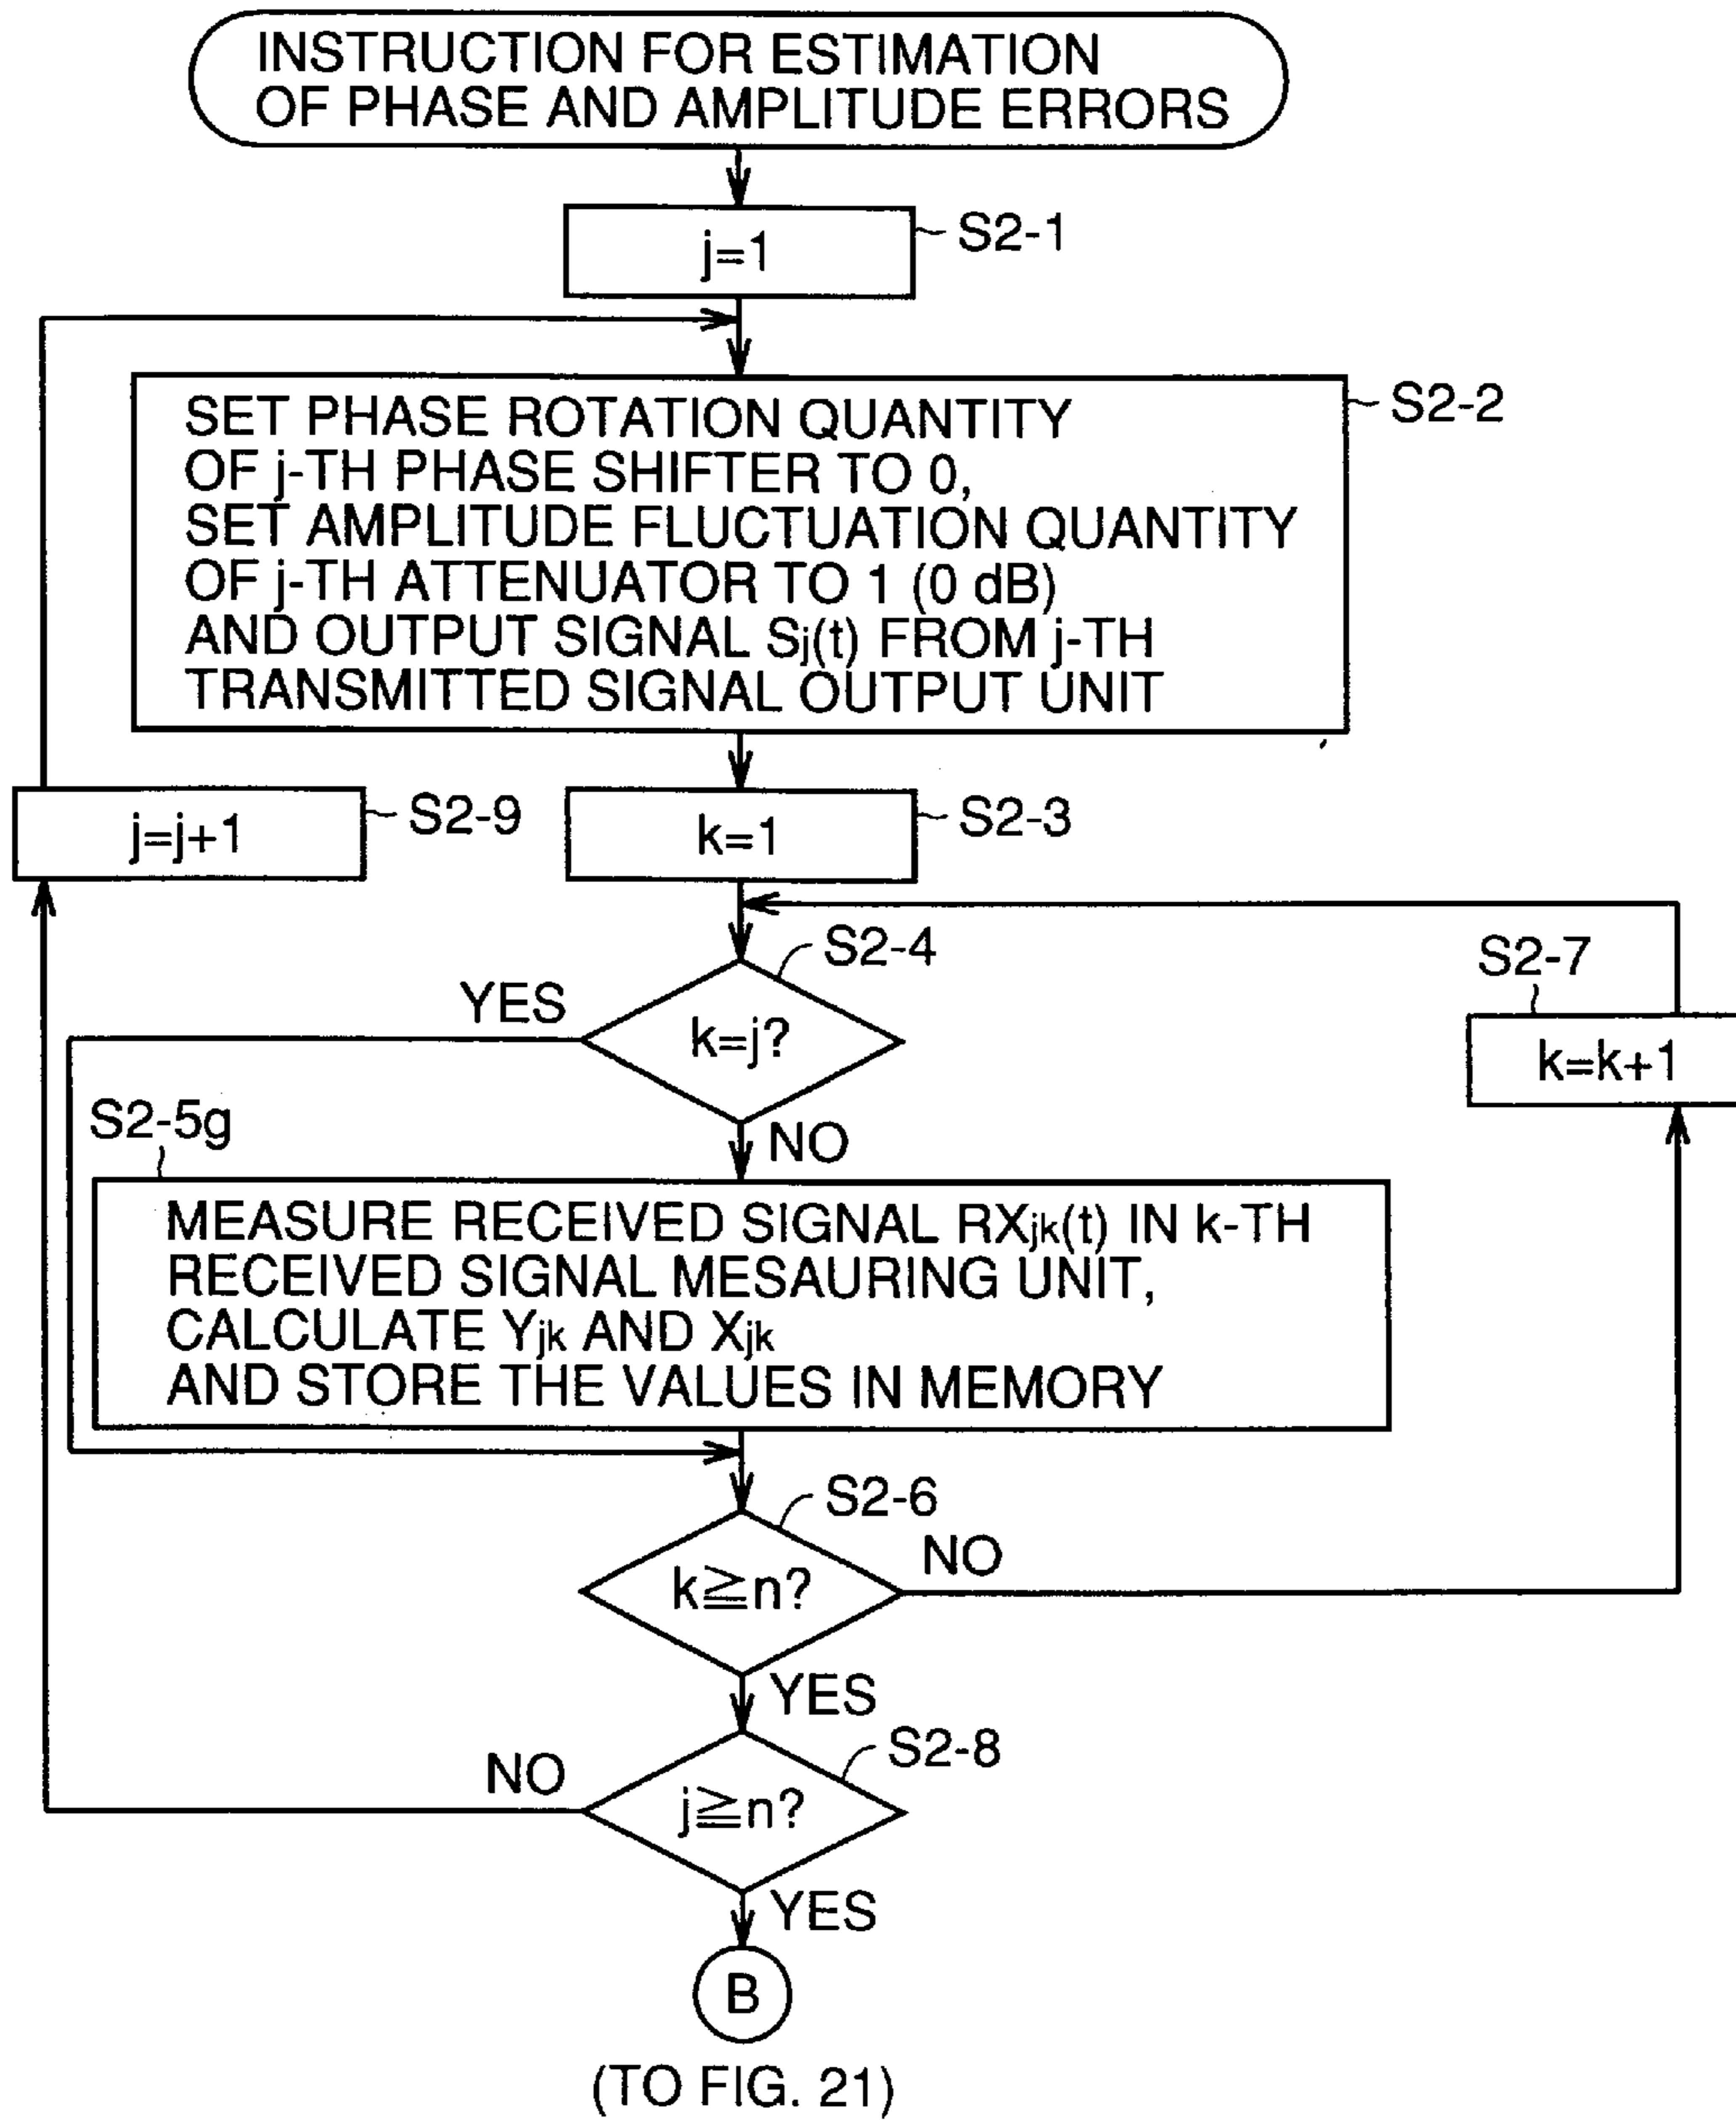 INSTRUCTION FOR ESTIMATION
OF PHASE AND AMPLITUDE ERRORS
j=1
S2-1
SET PHASE ROTATION QUANTITY
OF j-TH PHASE SHIFTER TO 0,
SET AMPLITUDE FLUCTUATION QUANTITY
OF j-TH ATTENUATOR TO 1 (0 dB)
AND OUTPUT SIGNAL Sj(t) FROM j-TH
TRANSMITTED SIGNAL OUTPUT UNIT
S2-2
j=j+1
S2-9
k=1
S2-3
S2-4
YES
k=j?
NO
S2-7
k=k+1
S2-5g
MEASURE RECEIVED SIGNAL RXjk(t) IN k-TH
RECEIVED SIGNAL MESAURING UNIT,
CALCULATE Yjk AND Xjk
AND STORE THE VALUES IN MEMORY
S2-6
k≧n?
NO
YES
S2-8
NO
j≧n?
YES
B
(TO FIG. 21)